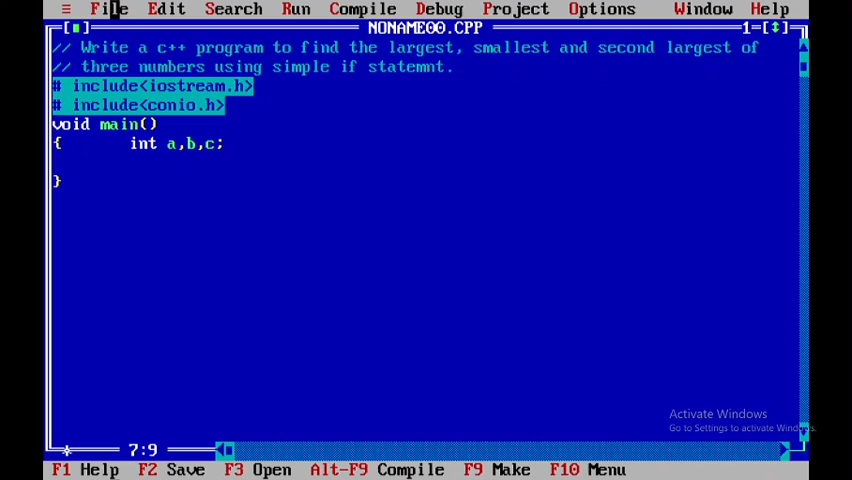 ≡ File Edit Search Run Compile Debug Project Options Window Help
[■] NONAME00.CPP 1=[↕]
// Write a c++ program to find the largest, smallest and second largest of
// three numbers using simple if statemnt.
# include<iostream.h>
# include<conio.h>
void main()
{ int a,b,c;
}
Activate Windows
Go to Settings to activate Windows.
* 7:9
F1 Help F2 Save F3 Open Alt-F9 Compile F9 Make F10 Menu